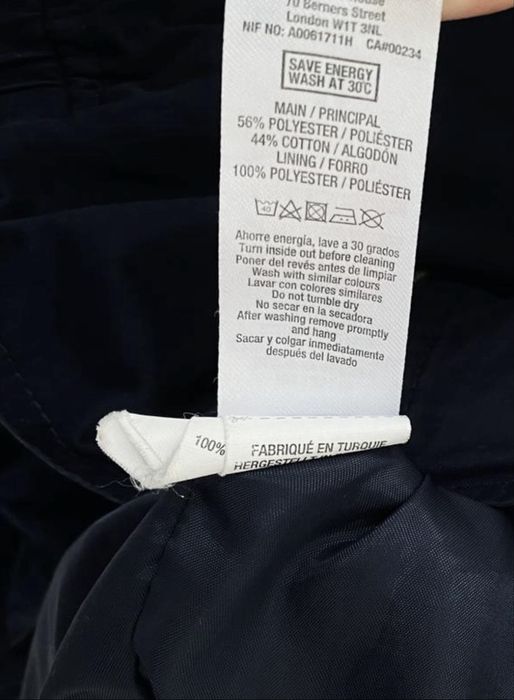 70 Berners Street
London W1T 3NL
NIF NO: A0061711H CA#00234
SAVE ENERGY
WASH AT 30°C
MAIN / PRINCIPAL
56% POLYESTER / POLIÉSTER
44% COTTON / ALGODÓN
LINING / FORRO
100% POLYESTER / POLIÉSTER
40
Ahorre energía, lave a 30 grados
Turn inside out before cleaning
Poner del revés antes de limpiar
Wash with similar colours
Lavar con colores similares
Do not tumble dry
No secar en la secadora
After washing remove promptly
and hang
Sacar y colgar inmediatamente
después del lavado
100%
FABRIQUÉ EN TURQUIE
HERGESTELLT